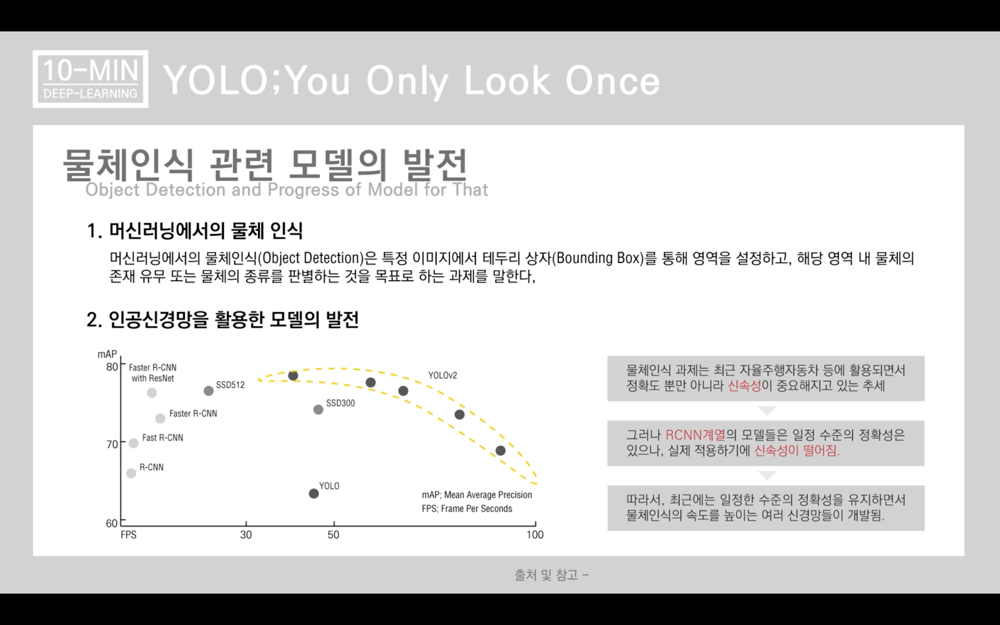 10-MIN
DEEP-LEARNING
YOLO;You Only Look Once
물체인식 관련 모델의 발전
Object Detection and Progress of Model for That
1. 머신러닝에서의 물체 인식
머신러닝에서의 물체인식(Object Detection)은 특정 이미지에서 테두리 상자(Bounding Box)를 통해 영역을 설정하고, 해당 영역 내 물체의
존재 유무 또는 물체의 종류를 판별하는 것을 목표로 하는 과제를 말한다,
2. 인공신경망을 활용한 모델의 발전
mAP
80
Faster R-CNN
with ResNet
SSD512
YOLOv2
SSD300
Faster R-CNN
70
Fast R-CNN
R-CNN
YOLO
mAP; Mean Average Precision
FPS; Frame Per Seconds
60
FPS
30
50
100
물체인식 과제는 최근 자율주행자동차 등에 활용되면서
정확도 뿐만 아니라 신속성이 중요해지고 있는 추세
그러나 RCNN계열의 모델들은 일정 수준의 정확성은
있으나, 실제 적용하기에 신속성이 떨어짐.
따라서, 최근에는 일정한 수준의 정확성을 유지하면서
물체인식의 속도를 높이는 여러 신경망들이 개발됨.
출처 및 참고 -